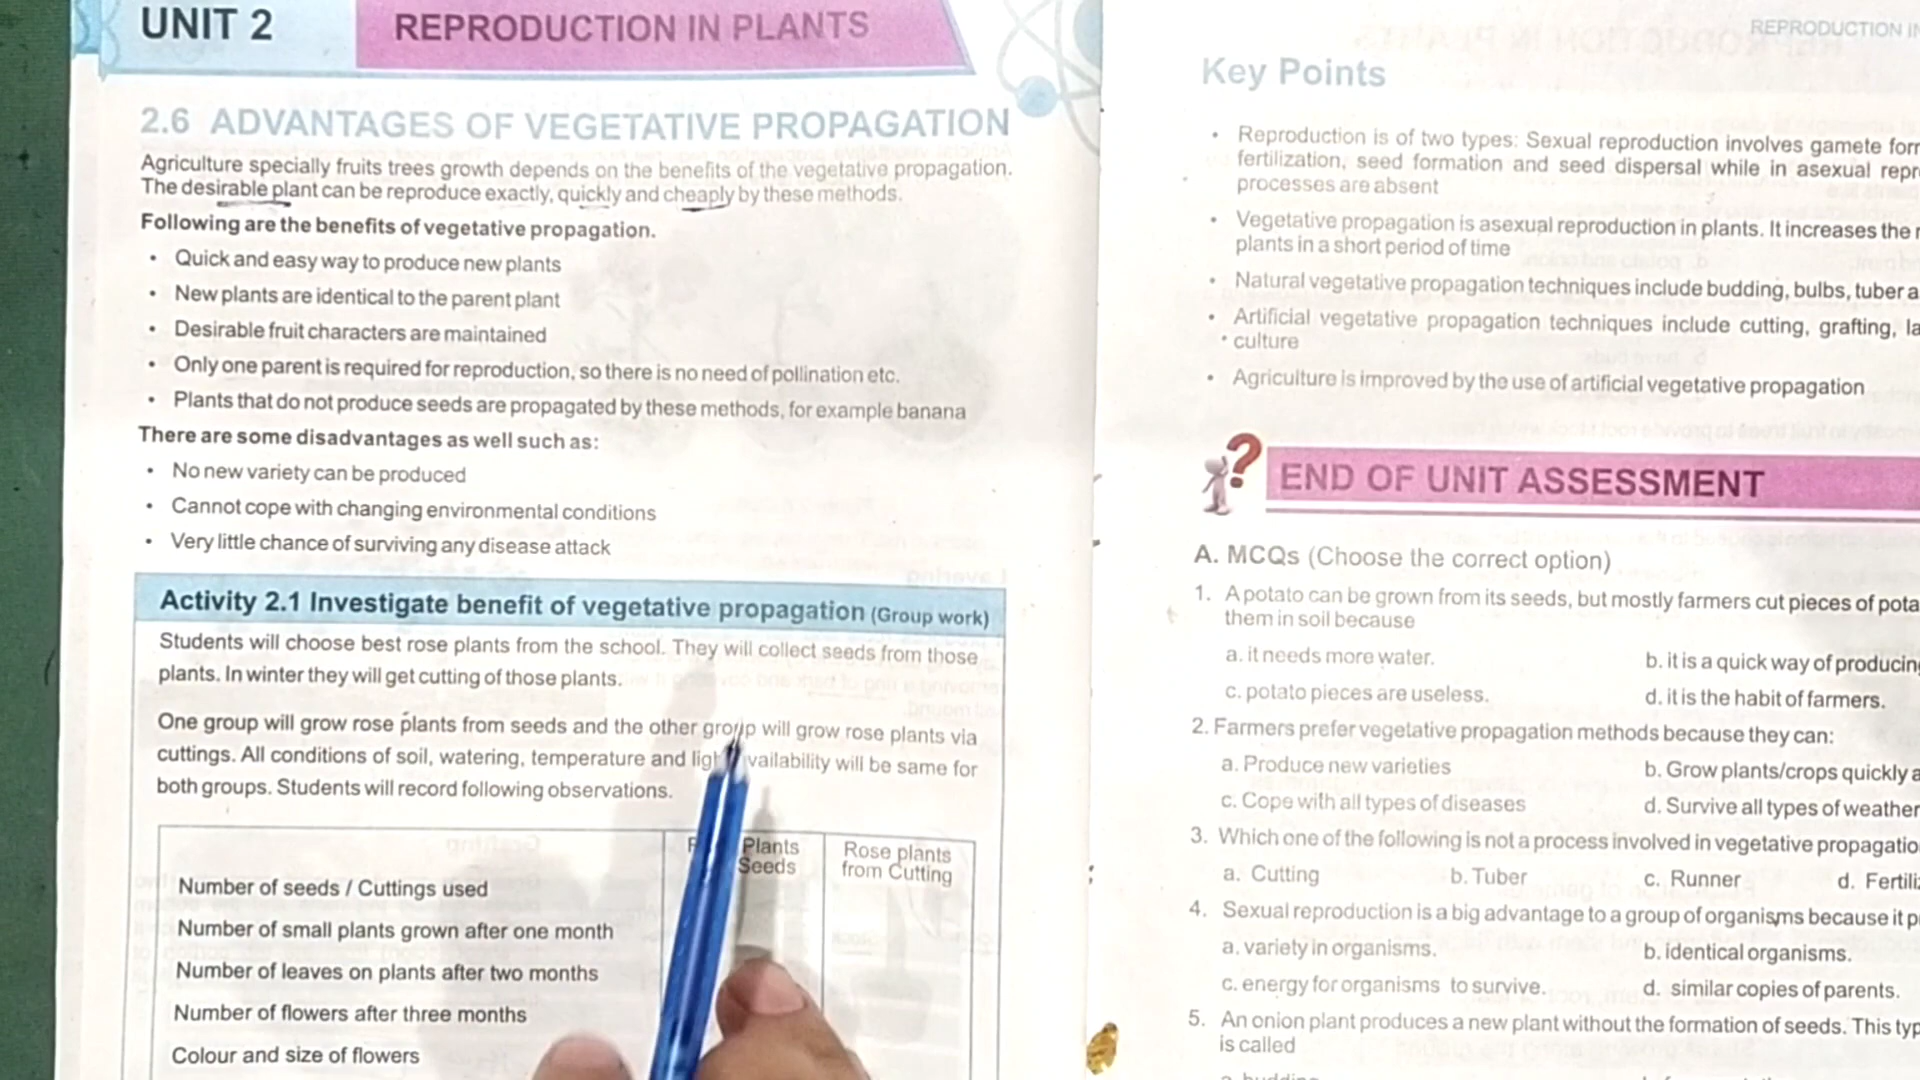 UNIT 2
REPRODUCTION IN PLANTS
2.6 ADVANTAGES OF VEGETATIVE PROPAGATION
Agriculture specially fruits trees growth depends on the benefits of the vegetative propagation.
The desirable plant can be reproduce exactly, quickly and cheaply by these methods.
Following are the benefits of vegetative propagation.
• Quick and easy way to produce new plants
• New plants are identical to the parent plant
• Desirable fruit characters are maintained
• Only one parent is required for reproduction, so there is no need of pollination etc.
• Plants that do not produce seeds are propagated by these methods, for example banana
There are some disadvantages as well such as:
• No new variety can be produced
• Cannot cope with changing environmental conditions
• Very little chance of surviving any disease attack
Activity 2.1 Investigate benefit of vegetative propagation (Group work)
Students will choose best rose plants from the school. They will collect seeds from those
plants. In winter they will get cutting of those plants.
One group will grow rose plants from seeds and the other group will grow rose plants via
cuttings. All conditions of soil, watering, temperature and will be same for
both groups. Students will record following observations.
Plants
Seeds
Rose plants
from Cutting
Number of seeds / Cuttings used
Number of small plants grown after one month
Number of leaves on plants after two months
Number of flowers after three months
Colour and size of flowers
REPRODUCTION IN
Key Points
• Reproduction is of two types: Sexual reproduction involves gamete
fertilization, seed formation and seed dispersal while in asexual
processes are absent
• Vegetative propagation is asexual reproduction in plants. It increases the
plants in a short period of time
• Natural vegetative propagation techniques include budding, bulbs, tuber
• Artificial vegetative propagation techniques include cutting, grafting,
culture
• Agriculture is improved by the use of artificial vegetative propagation
END OF UNIT ASSESSMENT
A. MCQs (Choose the correct option)
1. A potato can be grown from its seeds, but mostly farmers cut pieces of
them in soil because
a. it needs more water.
b. it is a quick way of
c. potato pieces are useless.
d. it is the habit of farmers.
2. Farmers prefer vegetative propagation methods because they can:
a. Produce new varieties
b. Grow plants/crops quickly
c. Cope with all types of diseases
d. Survive all types of weather
3. Which one of the following is not a process involved in vegetative
a. Cutting
b. Tuber
c. Runner
d.
4. Sexual reproduction is a big advantage to a group of organisms because it
a. variety in organisms.
b. identical organisms.
c. energy for organisms to survive.
d. similar copies of parents.
5. An onion plant produces a new plant without the formation of seeds. This
is called